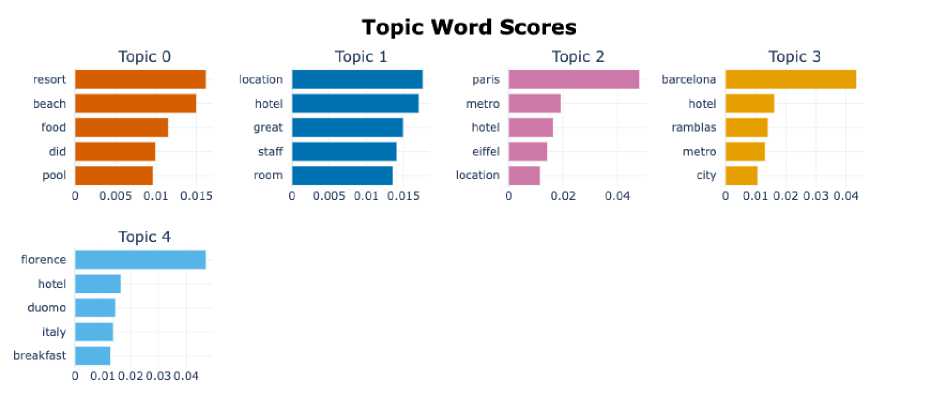 Topic Word Scores
Topic 0
resort
beach
food
did
pool
0 0.005 0.01 0.015
Topic 1
location
hotel
great
staff
room
0 0.005 0.01 0.015
Topic 2
paris
metro
hotel
eiffel
location
0 0.02 0.04
Topic 3
barcelona
hotel
ramblas
metro
city
0 0.01 0.02 0.03 0.04
Topic 4
florence
hotel
duomo
italy
breakfast
0 0.01 0.02 0.03 0.04